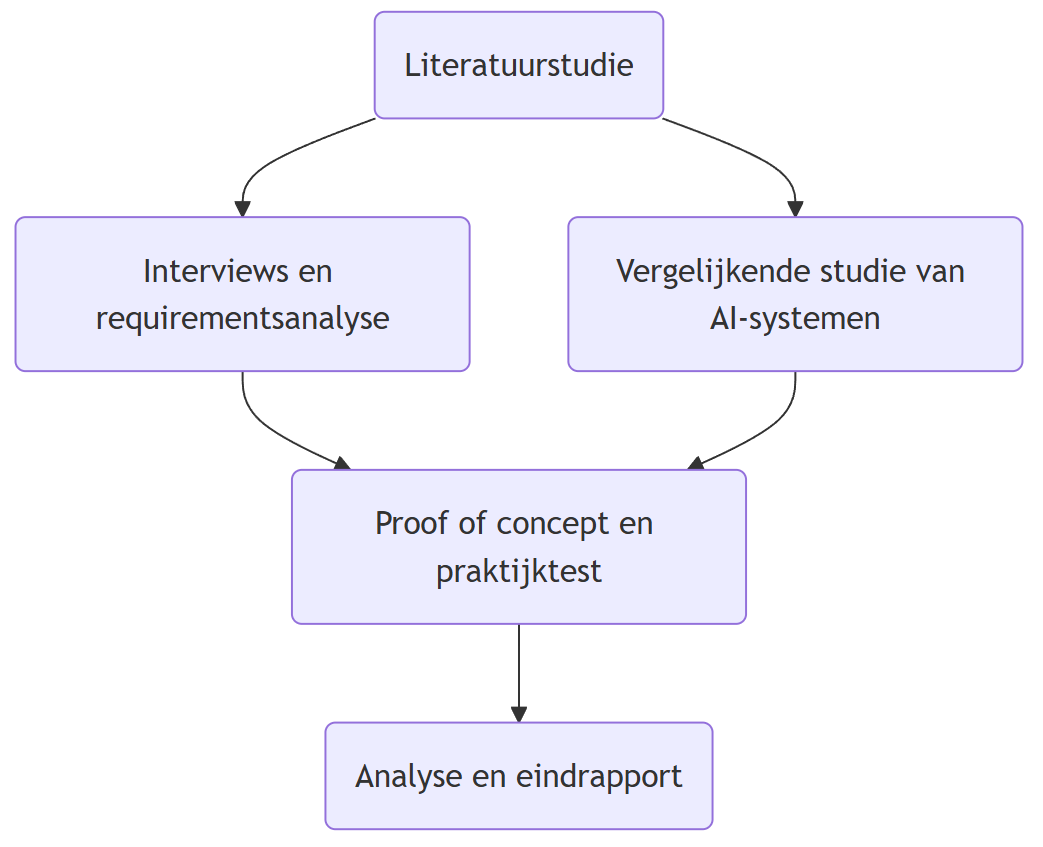 Literatuurstudie
Interviews en
requirementsanalyse
Vergelijkende studie van
AI-systemen
Proof of concept en
praktijktest
Analyse en eindrapport